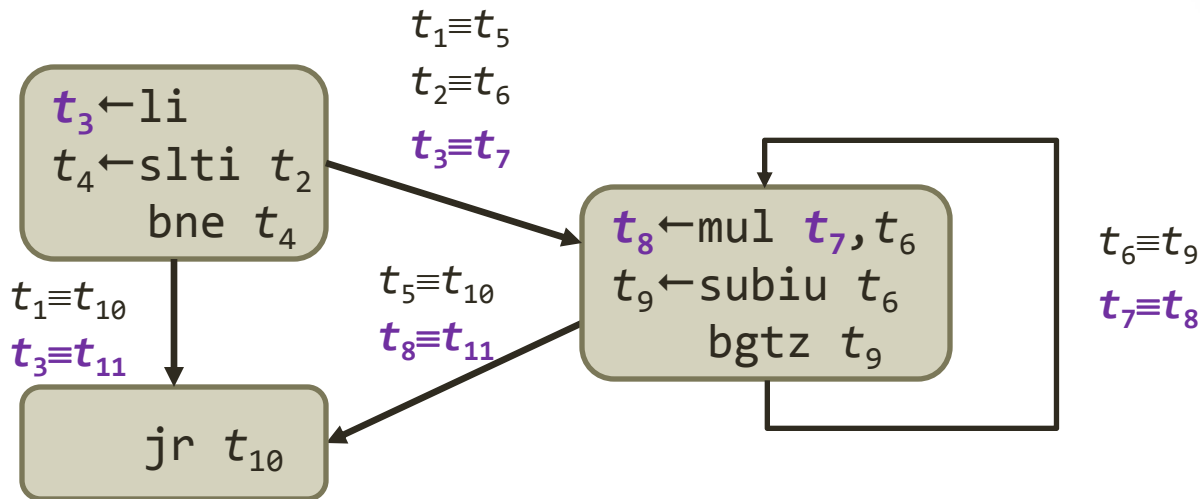 t₁≡t₅
t₂≡t₆
t₃≡t₇
t₃←li
t₄←slti t₂
bne t₄
t₈←mul t₇,t₆
t₉←subiu t₆
bgtz t₉
t₆≡t₉
t₇≡t₈
t₁≡t₁₀
t₃≡t₁₁
t₅≡t₁₀
t₈≡t₁₁
jr t₁₀